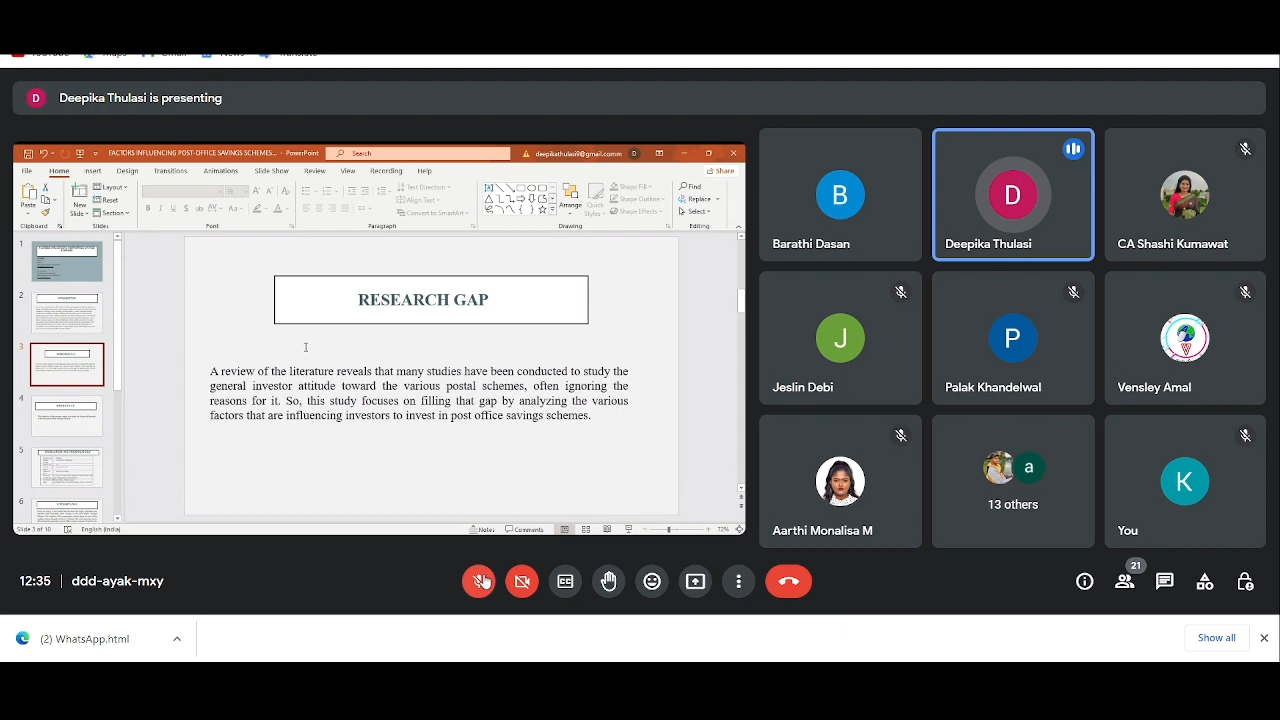 Deepika Thulasi is presenting
D
FACTORS INFLUENCING POST-OFFICE SAVINGS SCHEMES... - PowerPoint
Search
deepikathulasi9@gmail.comm
D
File Home Insert Design Transitions Animations Slide Show Review View Recording Help
Share
Paste
New
Slide
Layout
Reset
Section
Text Direction
Align Text
Convert to SmartArt
Arrange
Quick
Styles
Shape Fill
Shape Outline
Shape Effects
Find
Replace
Select
Clipboard Slides Font Paragraph Drawing Editing
1
2
3
4
5
6
RESEARCH GAP
A review of the literature reveals that many studies have been conducted to study the
general investor attitude toward the various postal schemes, often ignoring the
reasons for it. So, this study focuses on filling that gap by analyzing the various
factors that are influencing investors to invest in post office savings schemes.
Slide 3 of 10 English (India) Notes Comments 72%
B
Barathi Dasan
D
Deepika Thulasi
CA Shashi Kumawat
J
Jeslin Debi
P
Palak Khandelwal
Vensley Amal
Aarthi Monalisa M
a
13 others
K
You
12:35 | ddd-ayak-mxy
21
(2) WhatsApp.html
Show all